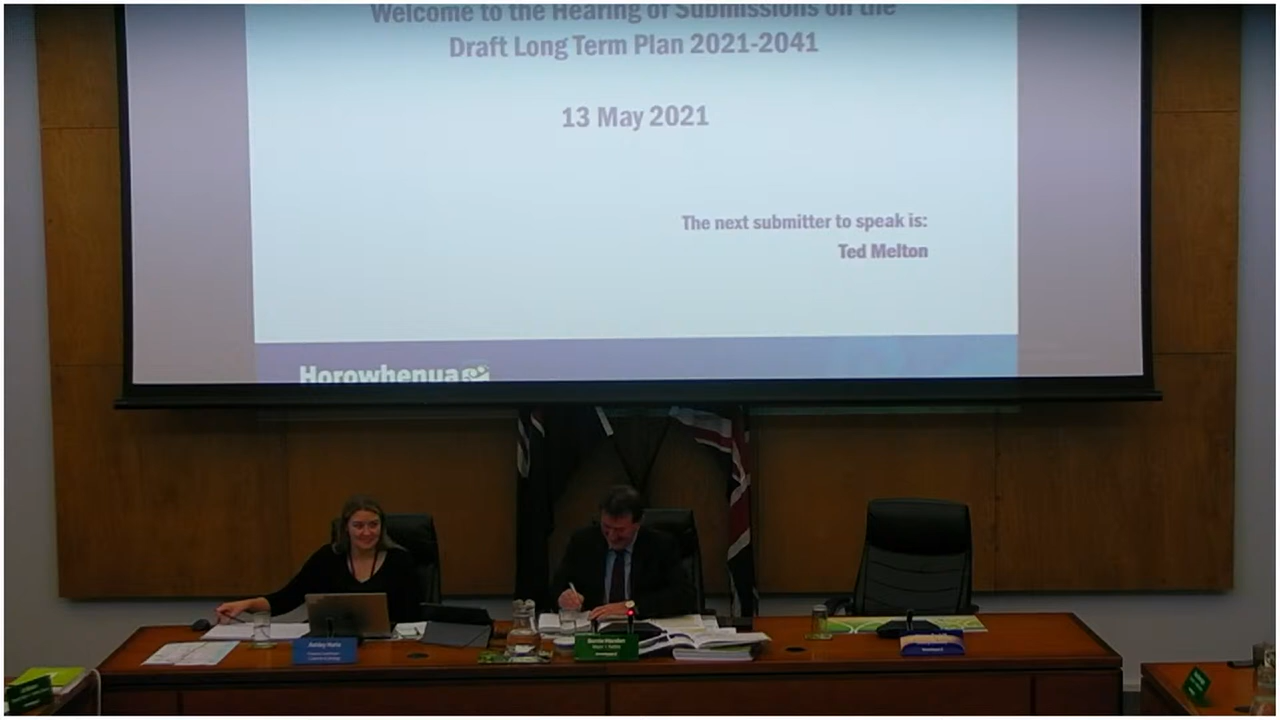 Welcome to the Hearing of Submissions on the
Draft Long Term Plan 2021-2041
13 May 2021
The next submitter to speak is:
Ted Melton
Horowhenua